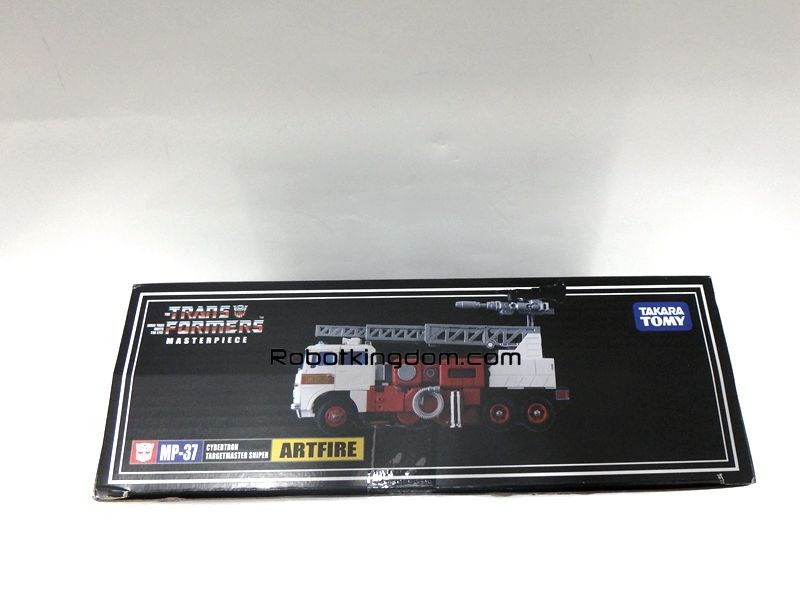 TRANS
FORMERS
MASTERPIECE
TAKARA
TOMY
Robotkingdom.com
MP-37
CYBERTRON
TARGETMASTER SNIPER
ARTFIRE